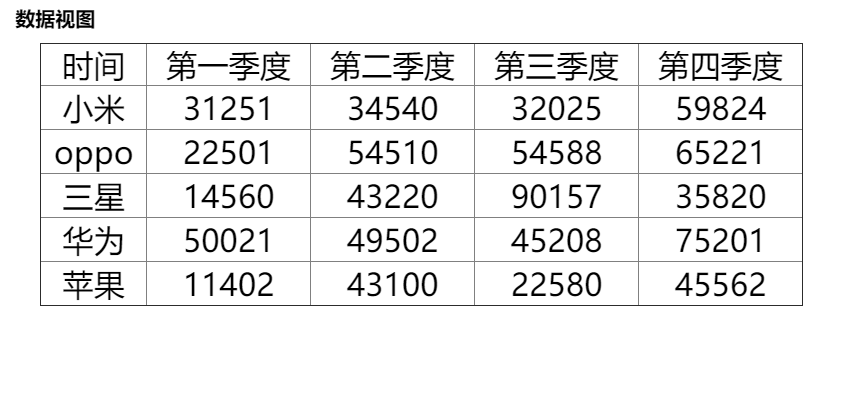 数据视图
时间 第一季度 第二季度 第三季度 第四季度
小米 31251 34540 32025 59824
oppo 22501 54510 54588 65221
三星 14560 43220 90157 35820
华为 50021 49502 45208 75201
苹果 11402 43100 22580 45562